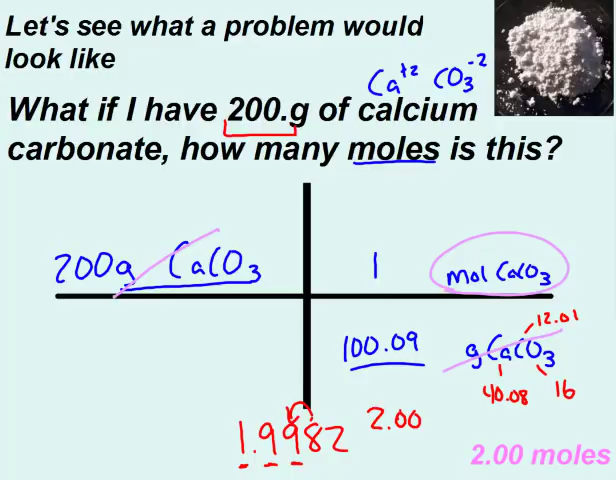 Let's see what a problem would
look like
Ca+2 CO3-2
What if I have 200.g of calcium
carbonate, how many moles is this?
200g CaCO3 1 mol CaCO3
12.01
100.09 g CaCO3
40.08 16
1.9982 2.00
2.00 moles